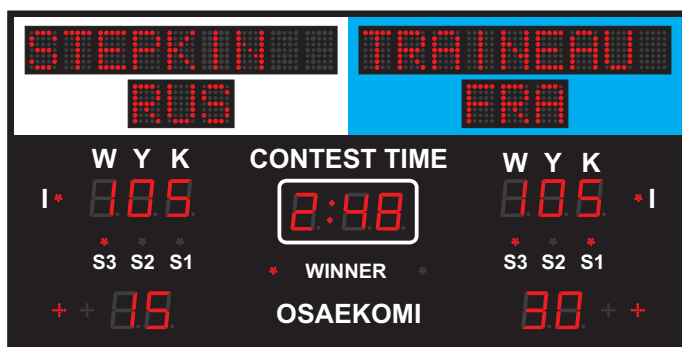 STEPKIN TRAINEAU
RUS FRA
W Y K CONTEST TIME W Y K
I 105 2:48 105 I
S3 S2 S1 WINNER S3 S2 S1
15 OSAEKOMI 30